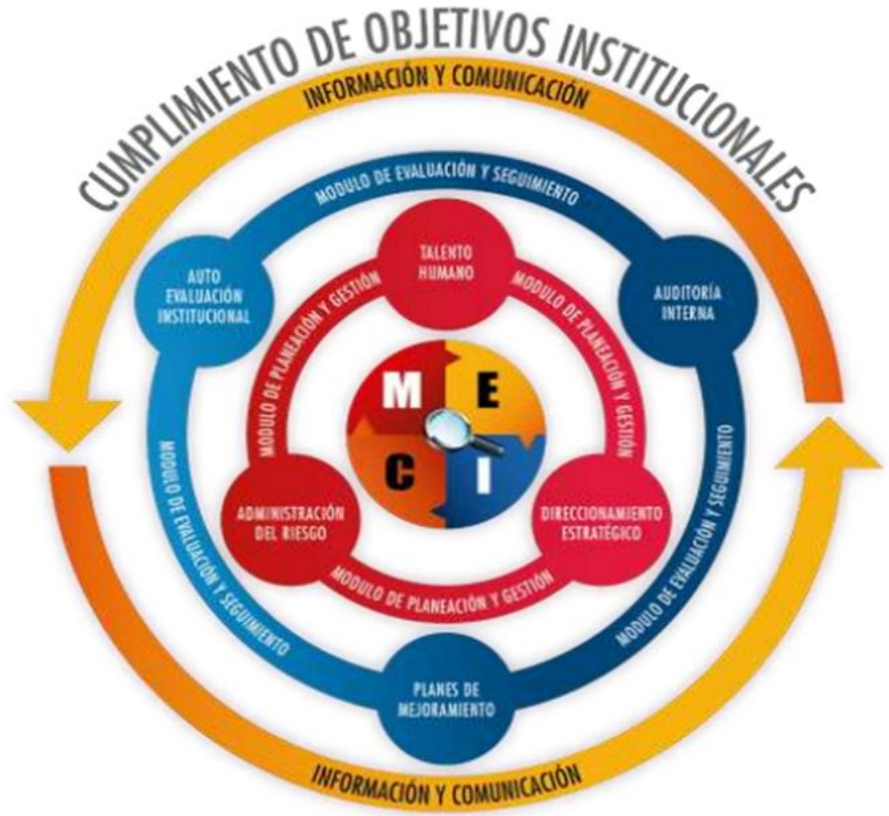 CUMPLIMIENTO DE OBJETIVOS INSTITUCIONALES
INFORMACIÓN Y COMUNICACIÓN
MODULO DE EVALUACIÓN Y SEGUIMIENTO
TALENTO
HUMANO
AUTO
EVALUACIÓN
INSTITUCIONAL
AUDITORÍA
INTERNA
MODULO DE PLANEACIÓN Y GESTIÓN
MODULO DE PLANEACIÓN Y GESTIÓN
M E
C I
ADMINISTRACIÓN
DEL RIESGO
DIRECCIONAMIENTO
ESTRATÉGICO
MODULO DE EVALUACIÓN Y SEGUIMIENTO
MODULO DE EVALUACIÓN Y SEGUIMIENTO
MODULO DE PLANEACIÓN Y GESTIÓN
PLANES DE
MEJORAMIENTO
INFORMACIÓN Y COMUNICACIÓN